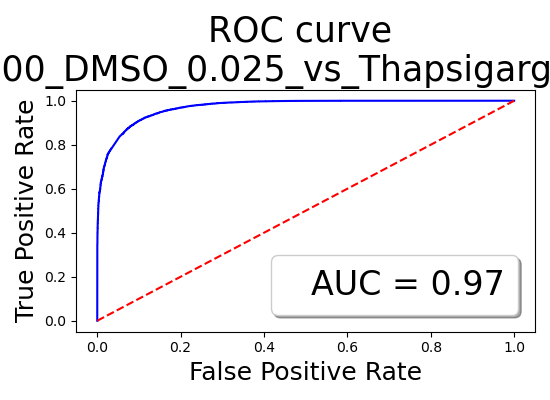 ROC curve
00_DMSO_0.025_vs_Thapsigarg
1.0
0.8
0.6
0.4
0.2
0.0
True Positive Rate
AUC = 0.97
0.0 0.2 0.4 0.6 0.8 1.0
False Positive Rate